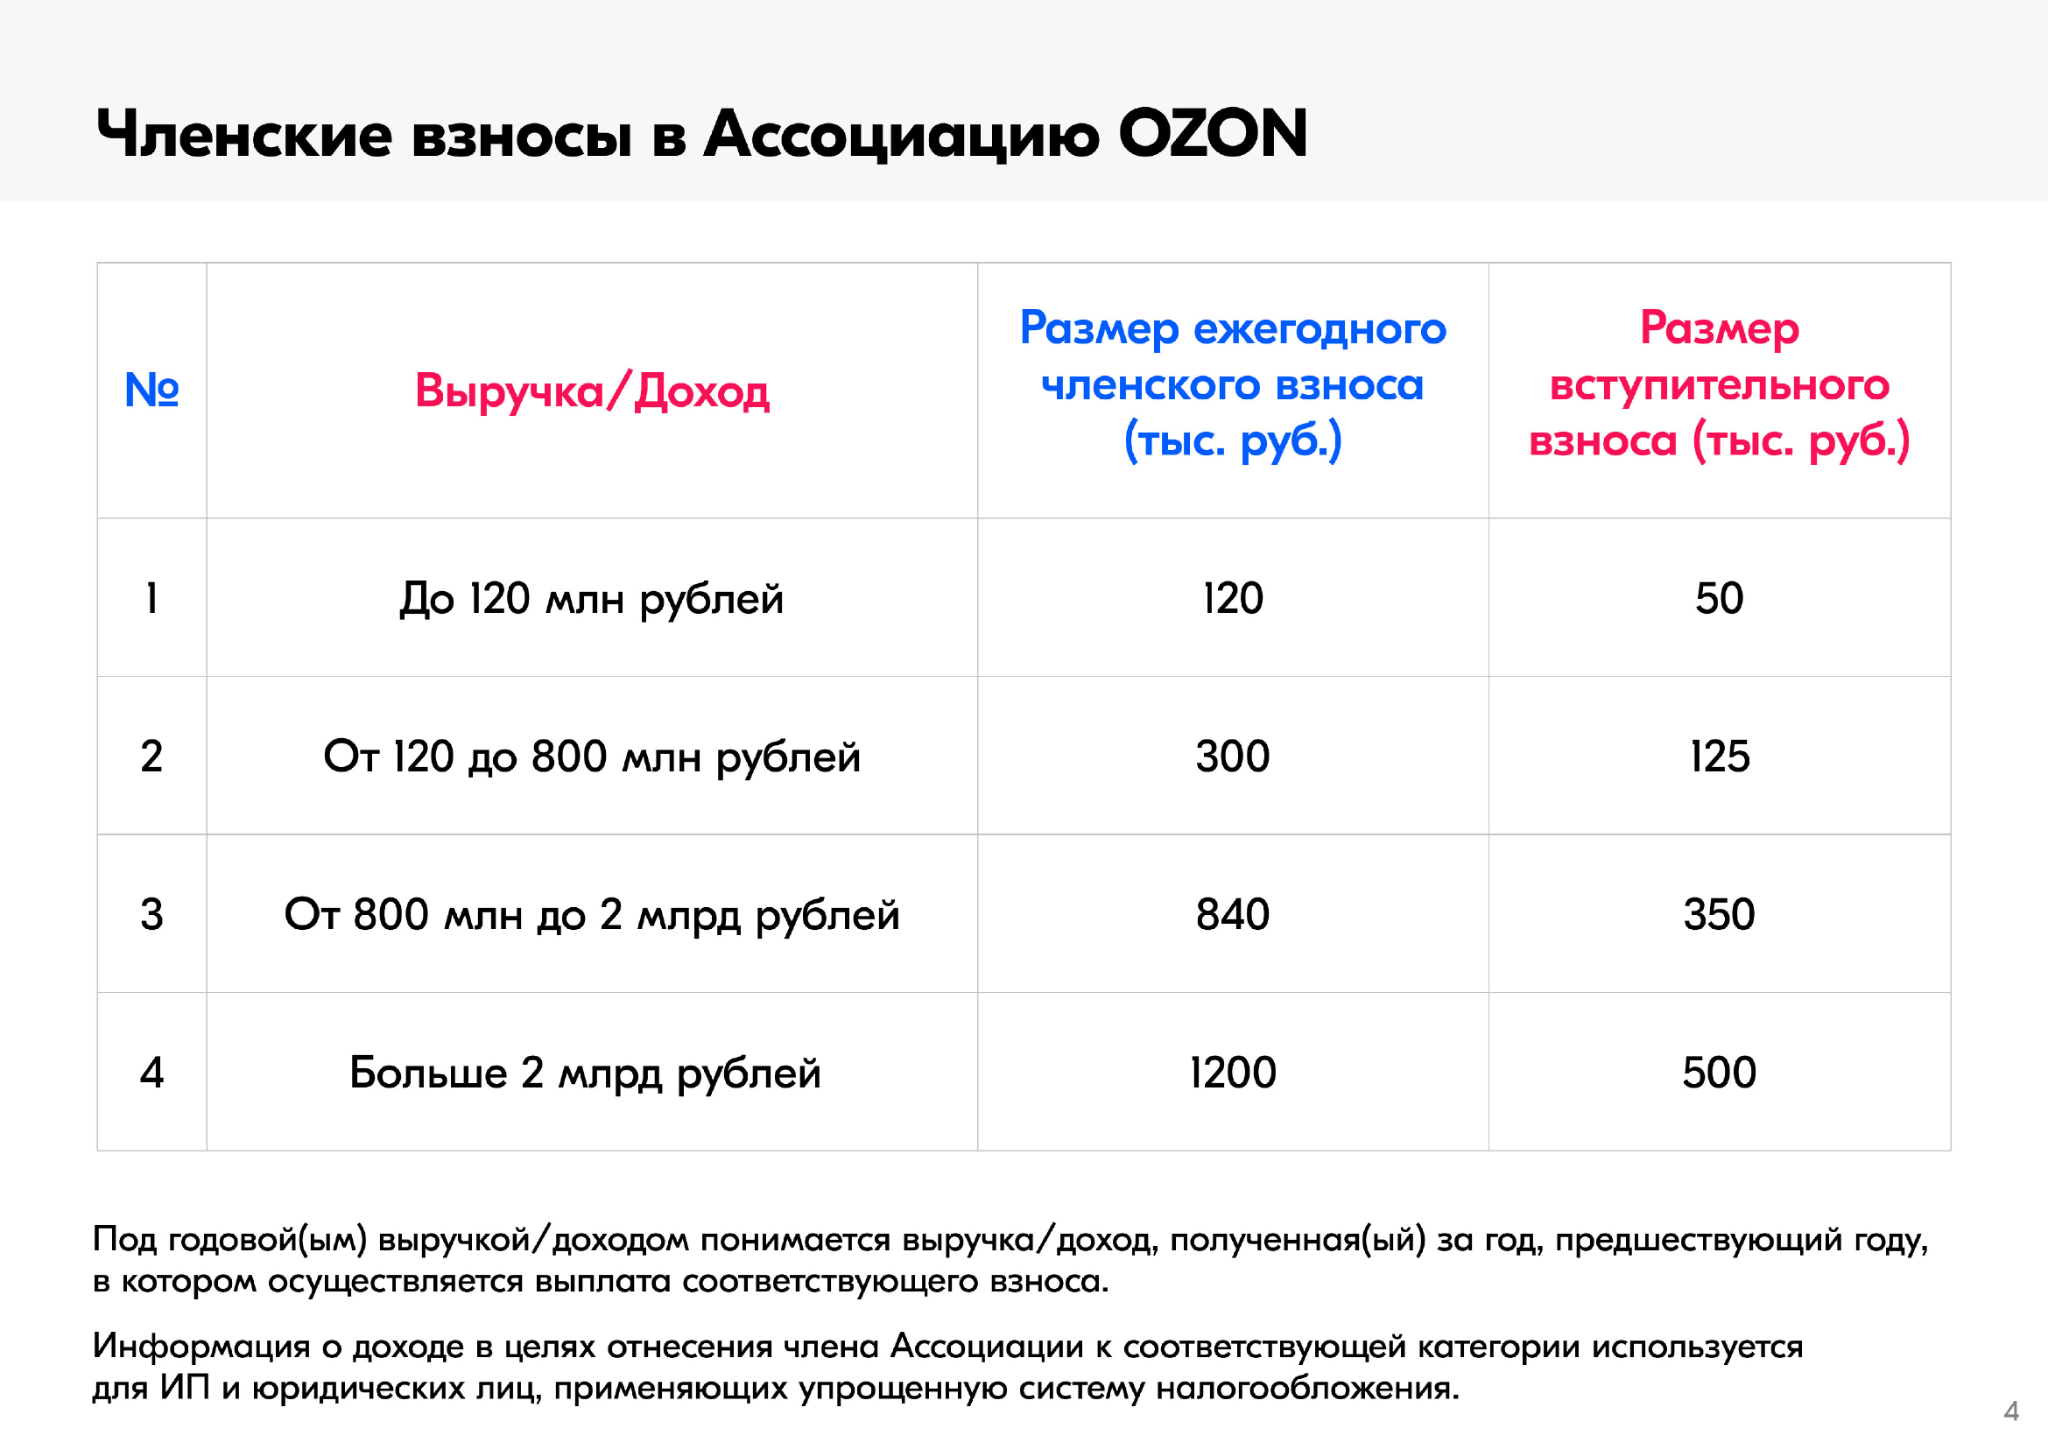 Членские взносы в Ассоциацию OZON
№
Выручка/Доход
Размер ежегодного
членского взноса
(тыс. руб.)
Размер
вступительного
взноса (тыс. руб.)
1
До 120 млн рублей
120
50
2
От 120 до 800 млн рублей
300
125
3
От 800 млн до 2 млрд рублей
840
350
4
Больше 2 млрд рублей
1200
500
Под годовой(ым) выручкой/доходом понимается выручка/доход, полученная(ый) за год, предшествующий году,
в котором осуществляется выплата соответствующего взноса.
Информация о доходе в целях отнесения члена Ассоциации к соответствующей категории используется
для ИП и юридических лиц, применяющих упрощенную систему налогообложения.
4